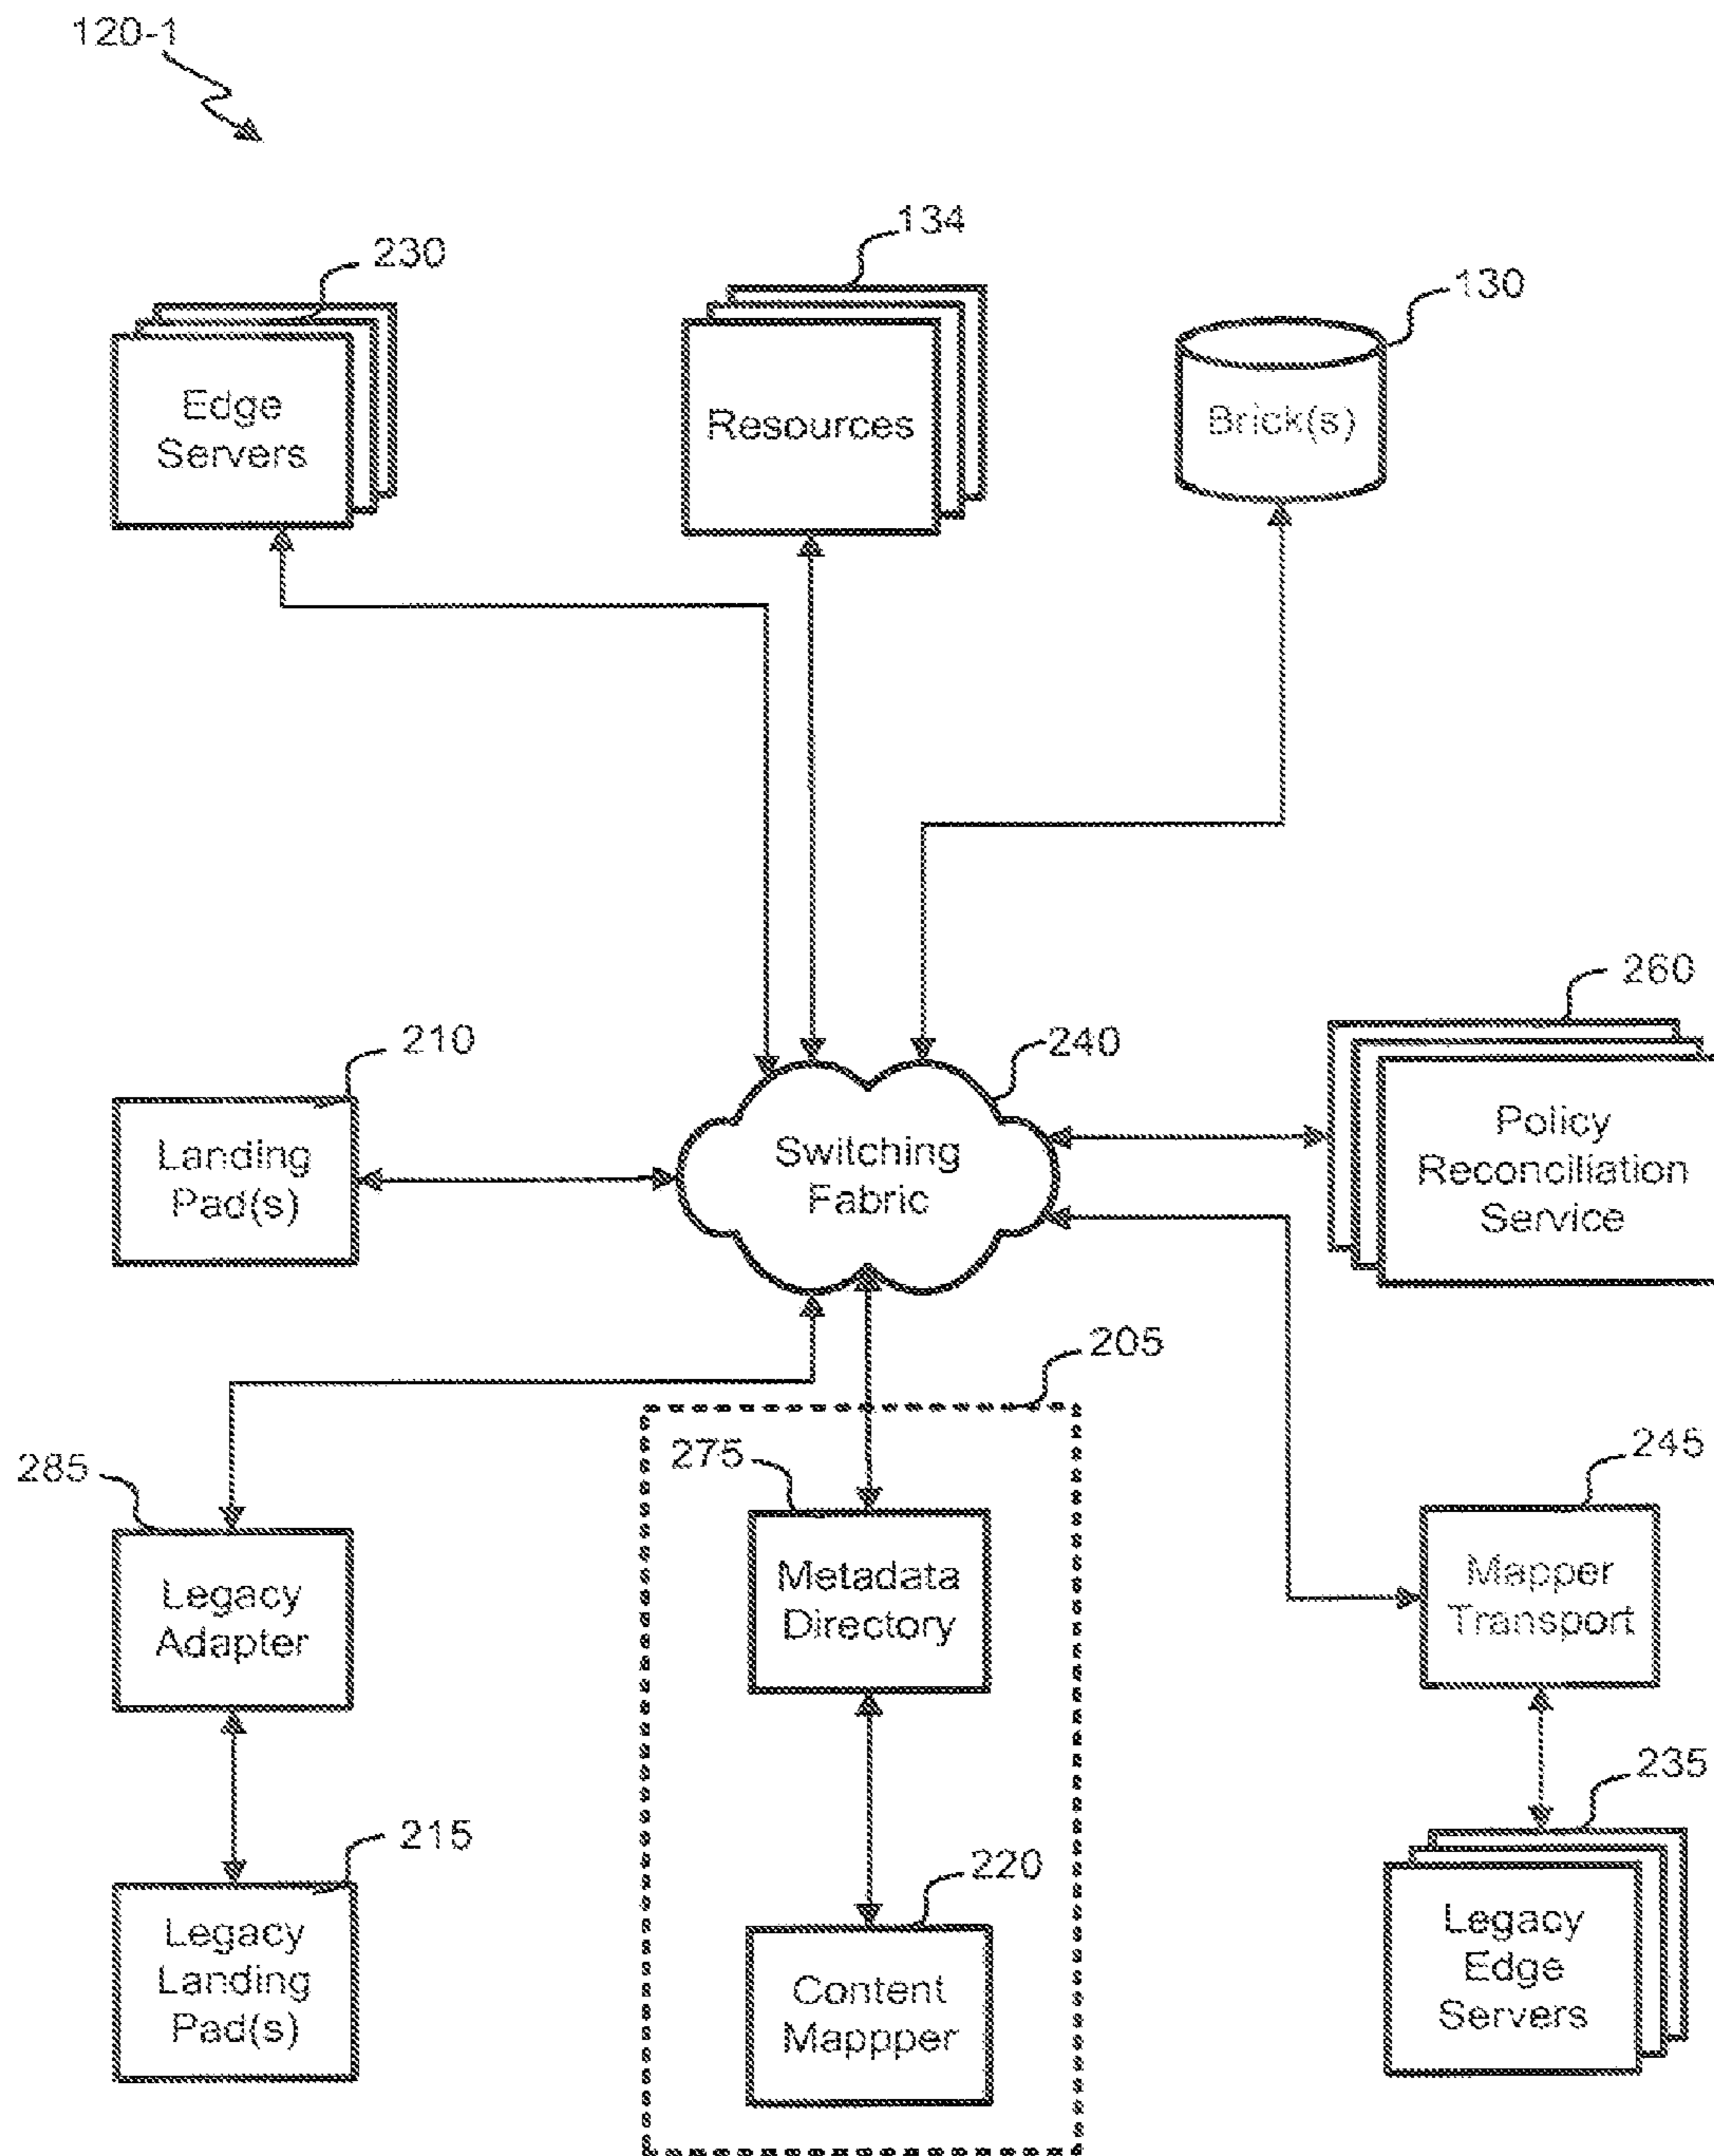 120-1
230
134
130
Edge
Servers
Resources
Brick(s)
210
240
260
Landing
Pad(s)
Switching
Fabric
Policy
Reconciliation
Service
205
285
275
245
Legacy
Adapter
Metadata
Directory
Mapper
Transport
215
220
235
Legacy
Landing
Pad(s)
Content
Mappper
Legacy
Edge
Servers